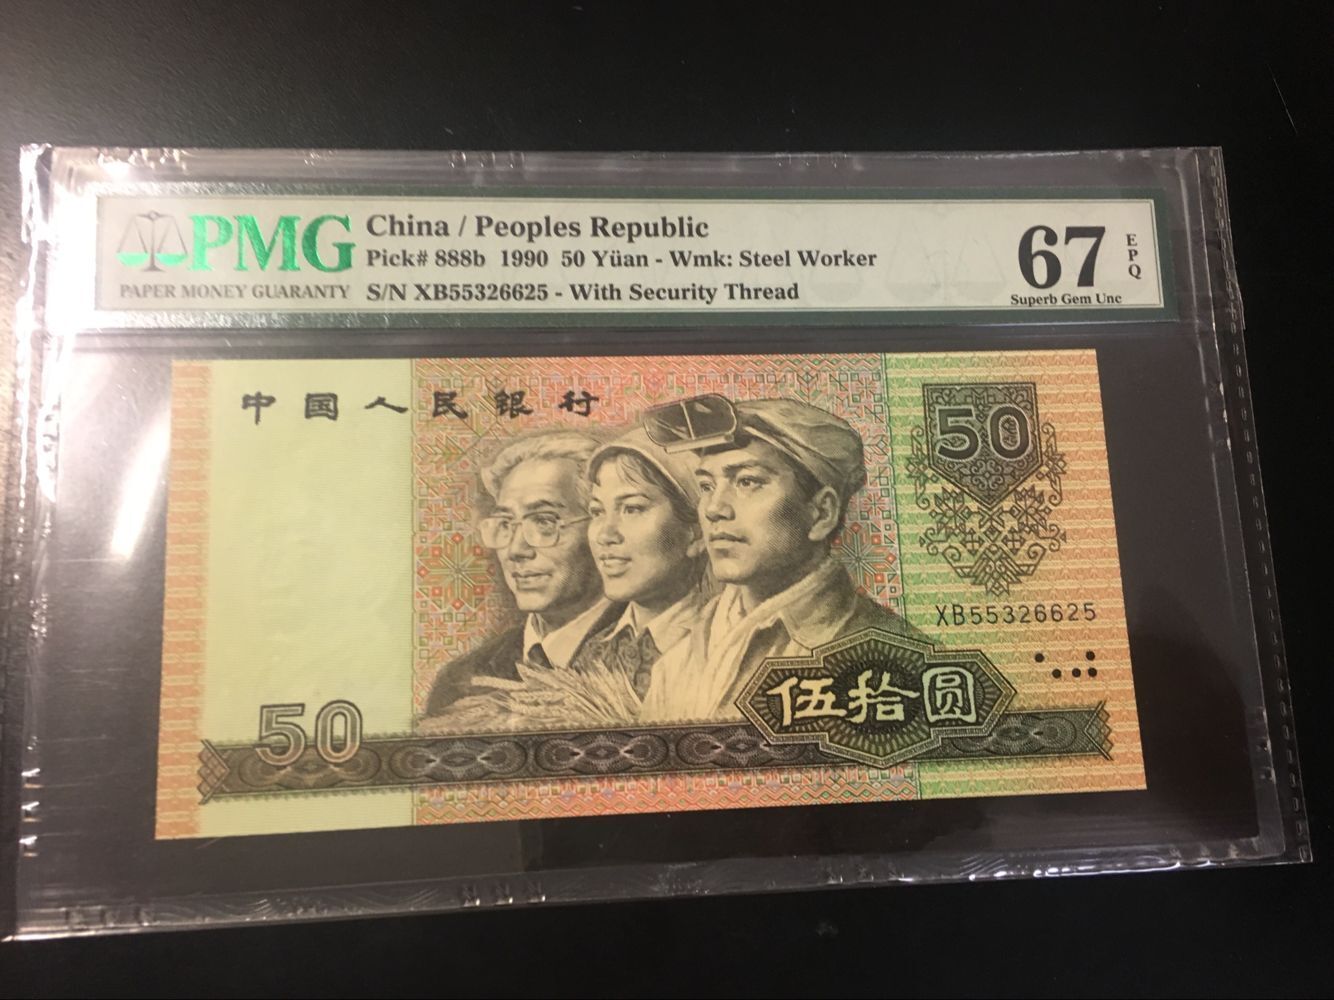 PMG
PAPER MONEY GUARANTY
China / Peoples Republic
Pick# 888b 1990 50 Yüan - Wmk: Steel Worker
S/N XB55326625 - With Security Thread
67
EPQ
Superb Gem Unc
中国人民银行
50
XB55326625
伍拾圆
50